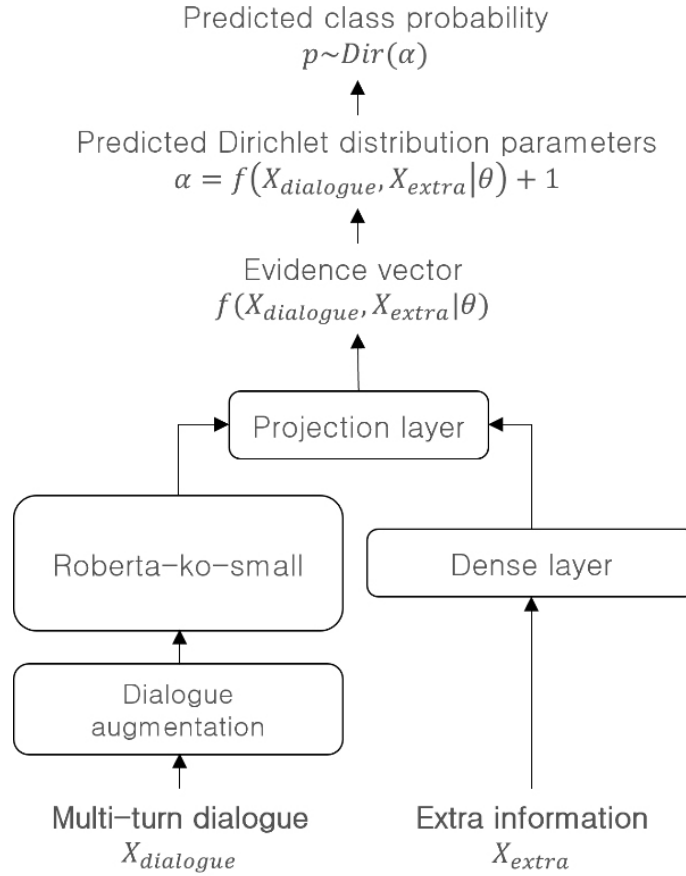 Predicted class probability
p~Dir(α)
Predicted Dirichlet distribution parameters
α = f(X_dialogue, X_extra|θ) + 1
Evidence vector
f(X_dialogue, X_extra|θ)
Projection layer
Roberta-ko-small
Dense layer
Dialogue
augmentation
Multi-turn dialogue
X_dialogue
Extra information
X_extra